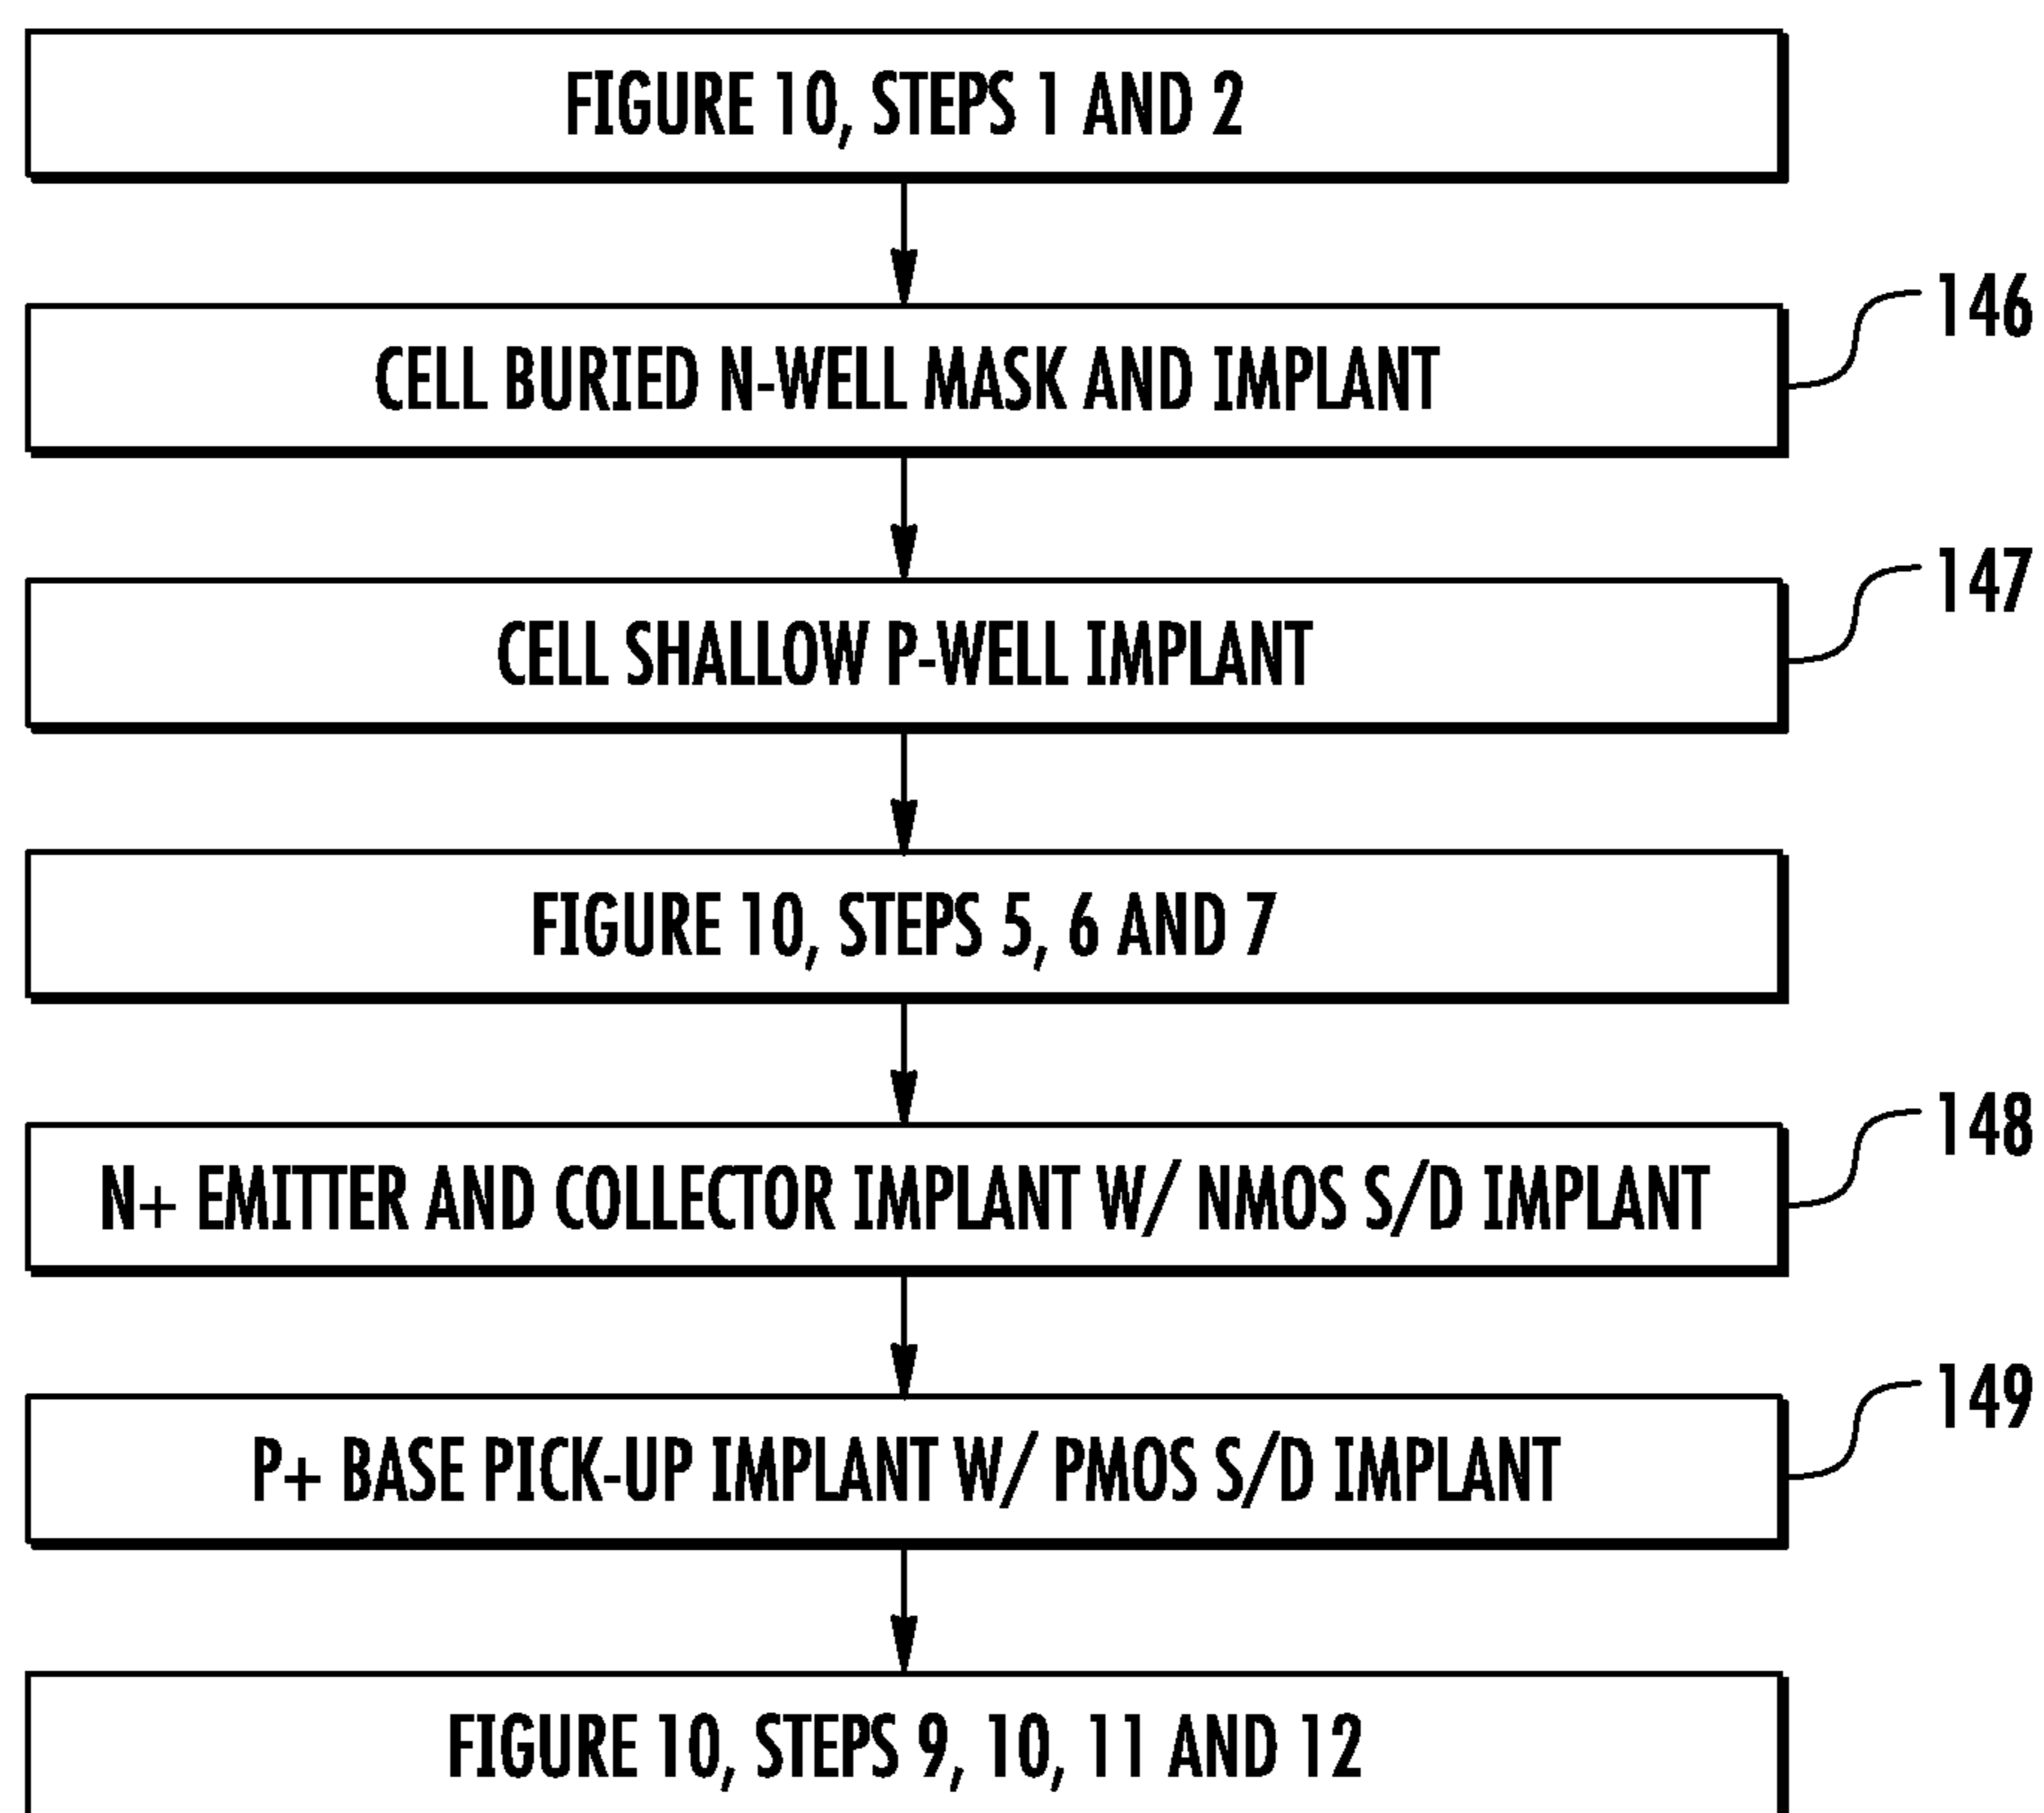 FIGURE 10, STEPS 1 AND 2
146
CELL BURIED N-WELL MASK AND IMPLANT
147
CELL SHALLOW P-WELL IMPLANT
FIGURE 10, STEPS 5, 6 AND 7
148
N+ EMITTER AND COLLECTOR IMPLANT W/ NMOS S/D IMPLANT
149
P+ BASE PICK-UP IMPLANT W/ PMOS S/D IMPLANT
FIGURE 10, STEPS 9, 10, 11 AND 12